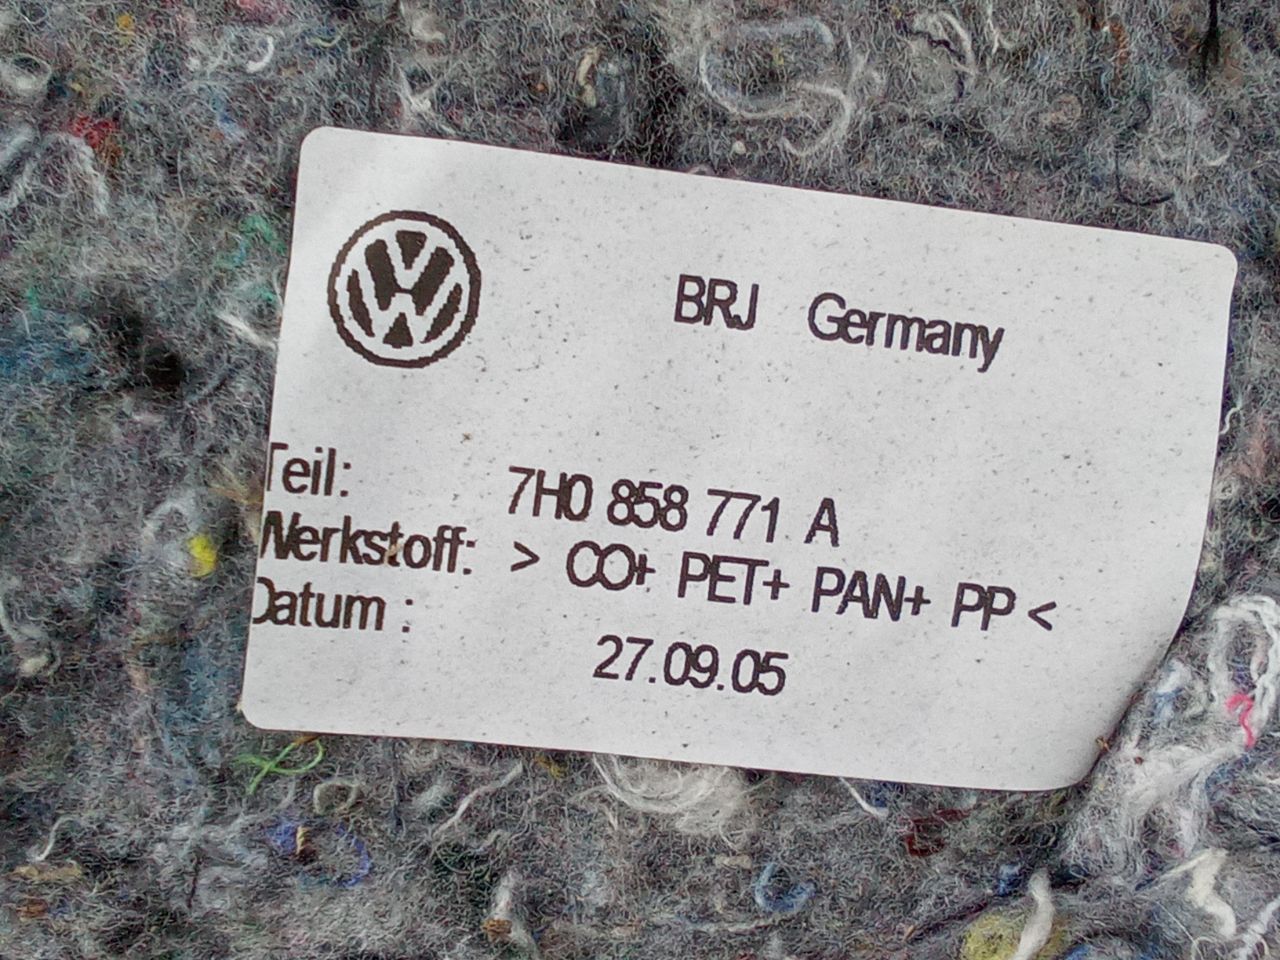 BRJ Germany
Teil: 7H0 858 771 A
Werkstoff: > CO+ PET+ PAN+ PP <
Datum :
27.09.05